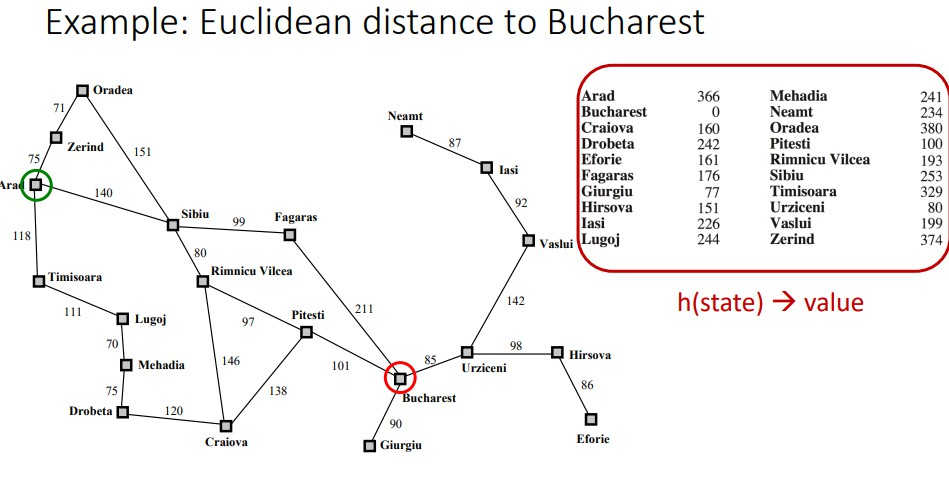 Example: Euclidean distance to Bucharest
Oradea
71
Zerind
151
75
Arad
140
Sibiu
99
Fagaras
118
80
Timisoara
Rimnicu Vilcea
111
Lugoj
97
Pitesti
211
70
Mehadia
146
101
138
75
Drobeta
120
Craiova
Neamt
87
Iasi
92
Vaslui
142
98
Hirsova
85
Urziceni
86
Bucharest
90
Giurgiu
Eforie
Arad 366 Mehadia 241
Bucharest 0 Neamt 234
Craiova 160 Oradea 380
Drobeta 242 Pitesti 100
Eforie 161 Rimnicu Vilcea 193
Fagaras 176 Sibiu 253
Giurgiu 77 Timisoara 329
Hirsova 151 Urziceni 80
Iasi 226 Vaslui 199
Lugoj 244 Zerind 374
h(state) → value